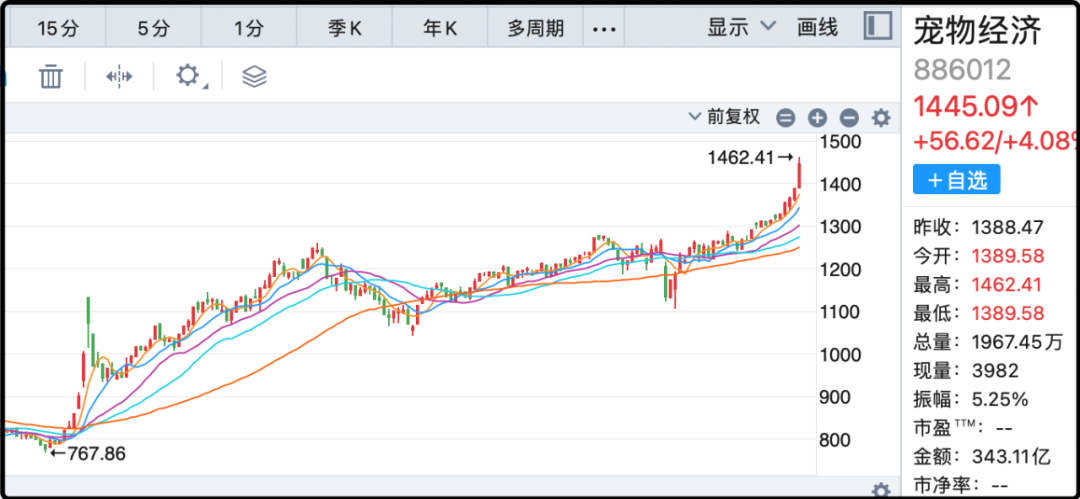 15分 5分 1分 季K 年K 多周期 ··· 显示 画线
前复权
1500
1462.41→
1400
1300
1200
1100
1000
900
800
←767.86
宠物经济
886012
1445.09↑
+56.62/+4.08%
＋自选
昨收：1388.47
今开：1389.58
最高：1462.41
最低：1389.58
总量：1967.45万
现量：3982
振幅：5.25%
市盈TTM：--
金额：343.11亿
市净率：--